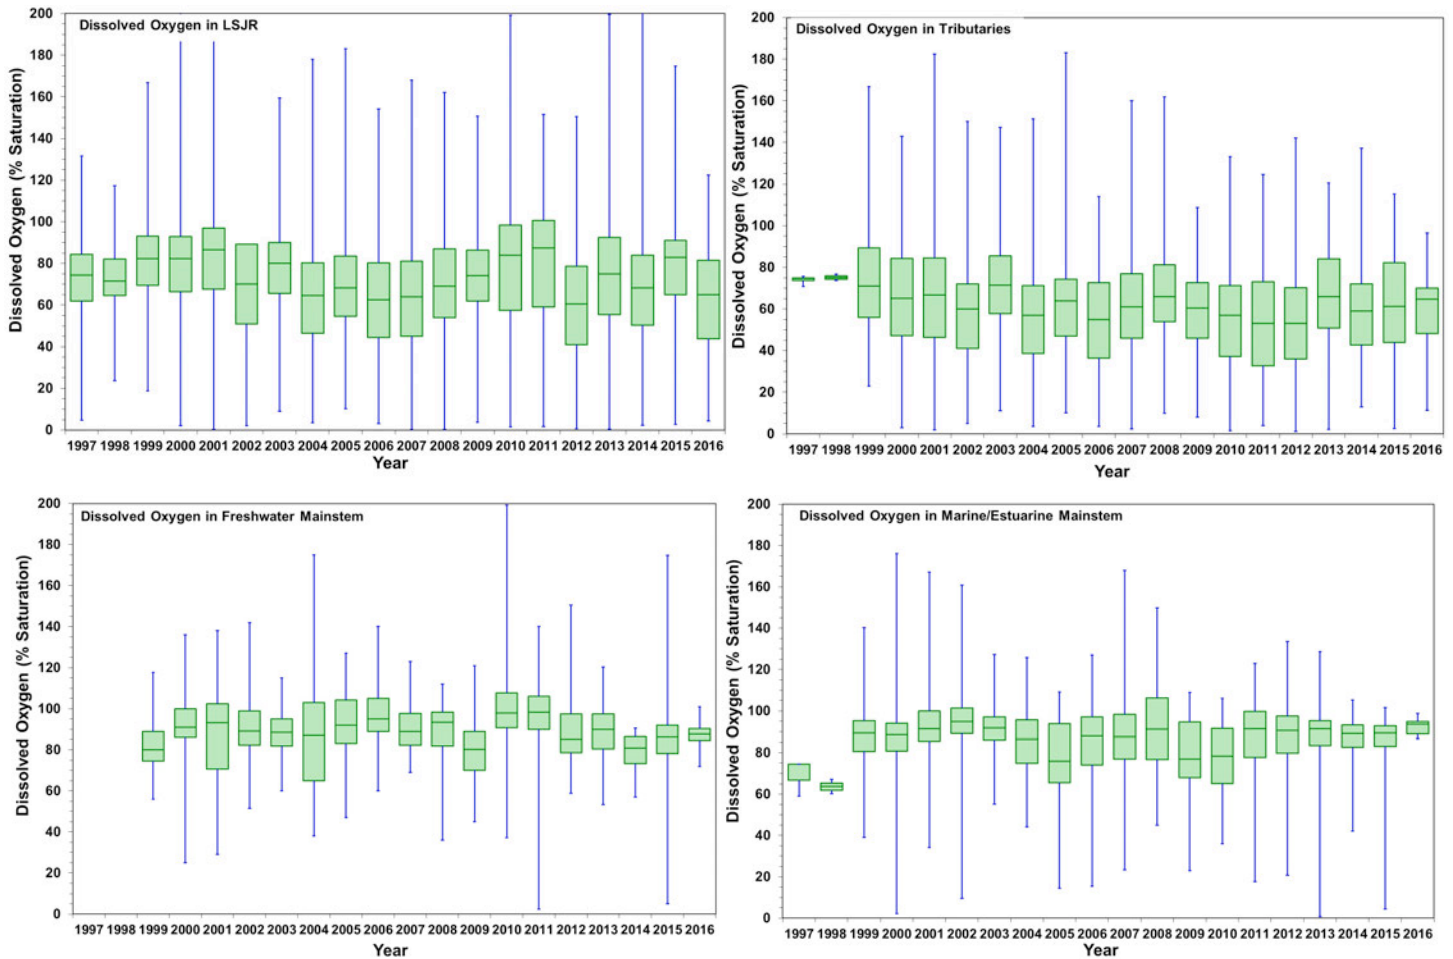 Dissolved Oxygen in LSJR
Dissolved Oxygen (% Saturation)
200
180
160
140
120
100
80
60
40
20
0
1997 1998 1999 2000 2001 2002 2003 2004 2005 2006 2007 2008 2009 2010 2011 2012 2013 2014 2015 2016
Year
Dissolved Oxygen in Tributaries
Dissolved Oxygen (% Saturation)
200
180
160
140
120
100
80
60
40
20
0
1997 1998 1999 2000 2001 2002 2003 2004 2005 2006 2007 2008 2009 2010 2011 2012 2013 2014 2015 2016
Year
Dissolved Oxygen in Freshwater Mainstem
Dissolved Oxygen (% Saturation)
200
180
160
140
120
100
80
60
40
20
0
1997 1998 1999 2000 2001 2002 2003 2004 2005 2006 2007 2008 2009 2010 2011 2012 2013 2014 2015 2016
Year
Dissolved Oxygen in Marine/Estuarine Mainstem
Dissolved Oxygen (% Saturation)
200
180
160
140
120
100
80
60
40
20
0
1997 1998 1999 2000 2001 2002 2003 2004 2005 2006 2007 2008 2009 2010 2011 2012 2013 2014 2015 2016
Year